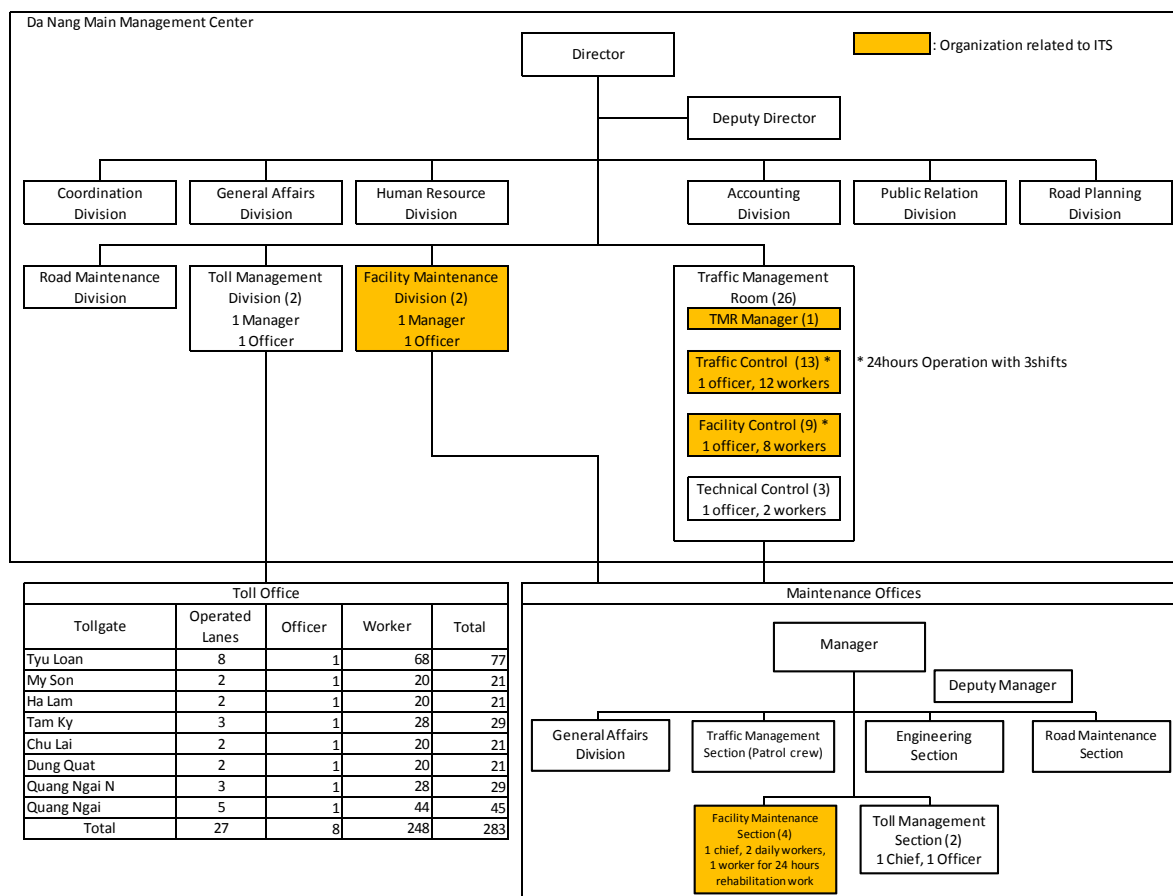 Da Nang Main Management Center
: Organization related to ITS
Director
Deputy Director
Coordination
Division
General Affairs
Division
Human Resource
Division
Accounting
Division
Public Relation
Division
Road Planning
Division
Road Maintenance
Division
Toll Management
Division (2)
1 Manager
1 Officer
Facility Maintenance
Division (2)
1 Manager
1 Officer
Traffic Management
Room (26)
TMR Manager (1)
Traffic Control (13) *
1 officer, 12 workers
* 24hours Operation with 3shifts
Facility Control (9) *
1 officer, 8 workers
Technical Control (3)
1 officer, 2 workers
Toll Office
Tollgate Operated Lanes Officer Worker Total
Tyu Loan 8 1 68 77
My Son 2 1 20 21
Ha Lam 2 1 20 21
Tam Ky 3 1 28 29
Chu Lai 2 1 20 21
Dung Quat 2 1 20 21
Quang Ngai N 3 1 28 29
Quang Ngai 5 1 44 45
Total 27 8 248 283
Maintenance Offices
Manager
Deputy Manager
General Affairs
Division
Traffic Management
Section (Patrol crew)
Engineering
Section
Road Maintenance
Section
Facility Maintenance
Section (4)
1 chief, 2 daily workers,
1 worker for 24 hours
rehabilitation work
Toll Management
Section (2)
1 Chief, 1 Officer